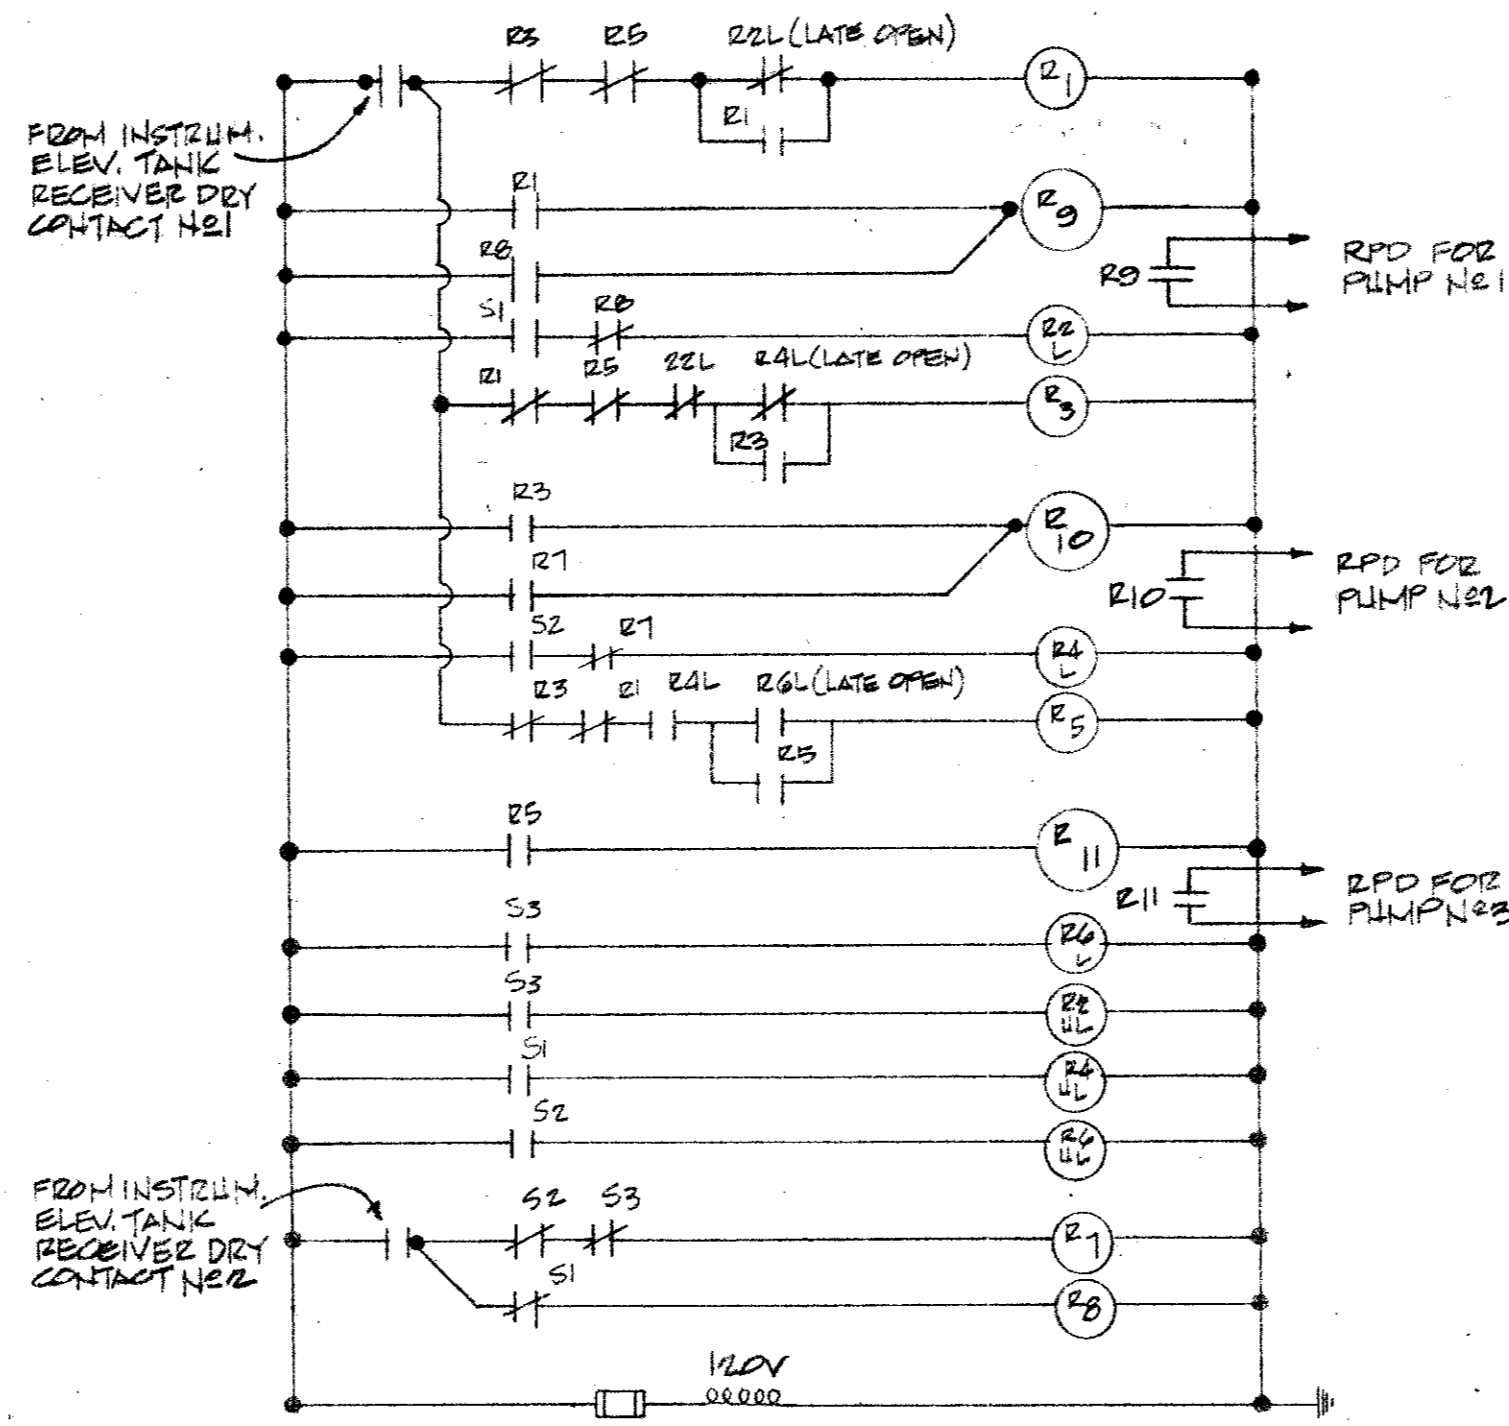 R3 R5 R2L (LATE OPEN)
R1
FROM INSTRUM.
ELEV. TANK
RECEIVER DRY
CONTACT №1
R1
R1
R9
R8
R9
RPD FOR
PUMP №1
S1 R8
R2
L
R1 R5 22L R4L (LATE OPEN)
R3
R3
R3
R10
R7
R10
RPD FOR
PUMP №2
S2 R7
R4
L
R3 R1 R4L R6L (LATE OPEN)
R5
R5
R5
R11
R11
RPD FOR
PUMP №3
S3
R6
L
S3
R2
UL
S1
R4
UL
S2
R6
UL
FROM INSTRUM.
ELEV. TANK
RECEIVER DRY
CONTACT №2
S2 S3
R7
S1
R8
120V